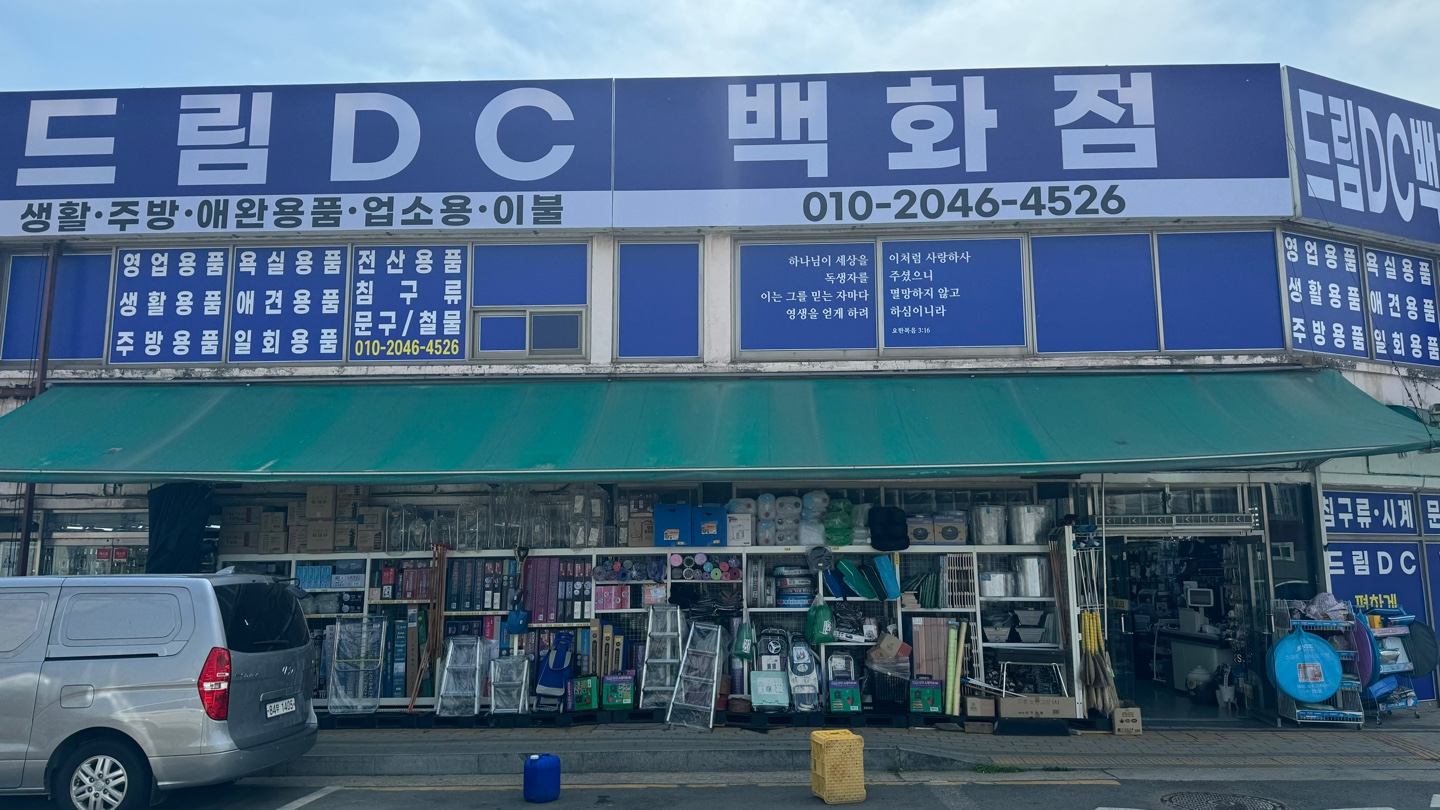 드림DC 백화점
생활·주방·애완용품·업소용·이불
010-2046-4526
드림DC백
영업용품
생활용품
주방용품
욕실용품
애견용품
일회용품
전산용품
침구류
문구/철물
010-2046-4526
하나님이 세상을
독생자를
이는 그를 믿는 자마다
영생을 얻게 하려
이처럼 사랑하사
주셨으니
멸망하지 않고
하심이니라
요한복음 3:16
영업용품
생활용품
주방용품
욕실용품
애견용품
일회용품
침구류·시계
문
드림DC
편하게